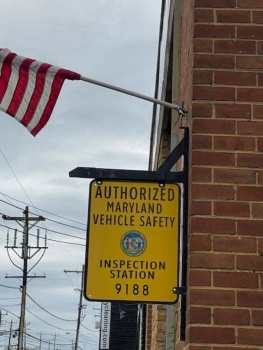 AUTHORIZED
MARYLAND
VEHICLE SAFETY
INSPECTION
STATION
9188